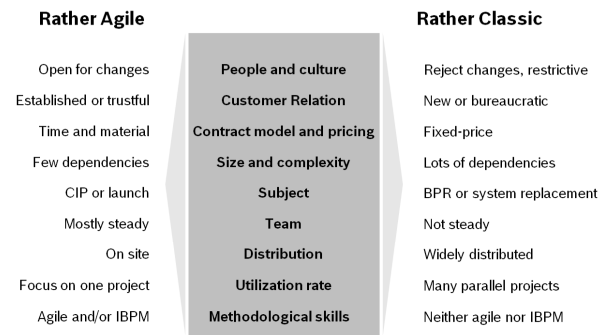 Rather Agile Rather Classic
Open for changes People and culture Reject changes, restrictive
Established or trustful Customer Relation New or bureaucratic
Time and material Contract model and pricing Fixed-price
Few dependencies Size and complexity Lots of dependencies
CIP or launch Subject BPR or system replacement
Mostly steady Team Not steady
On site Distribution Widely distributed
Focus on one project Utilization rate Many parallel projects
Agile and/or IBPM Methodological skills Neither agile nor IBPM